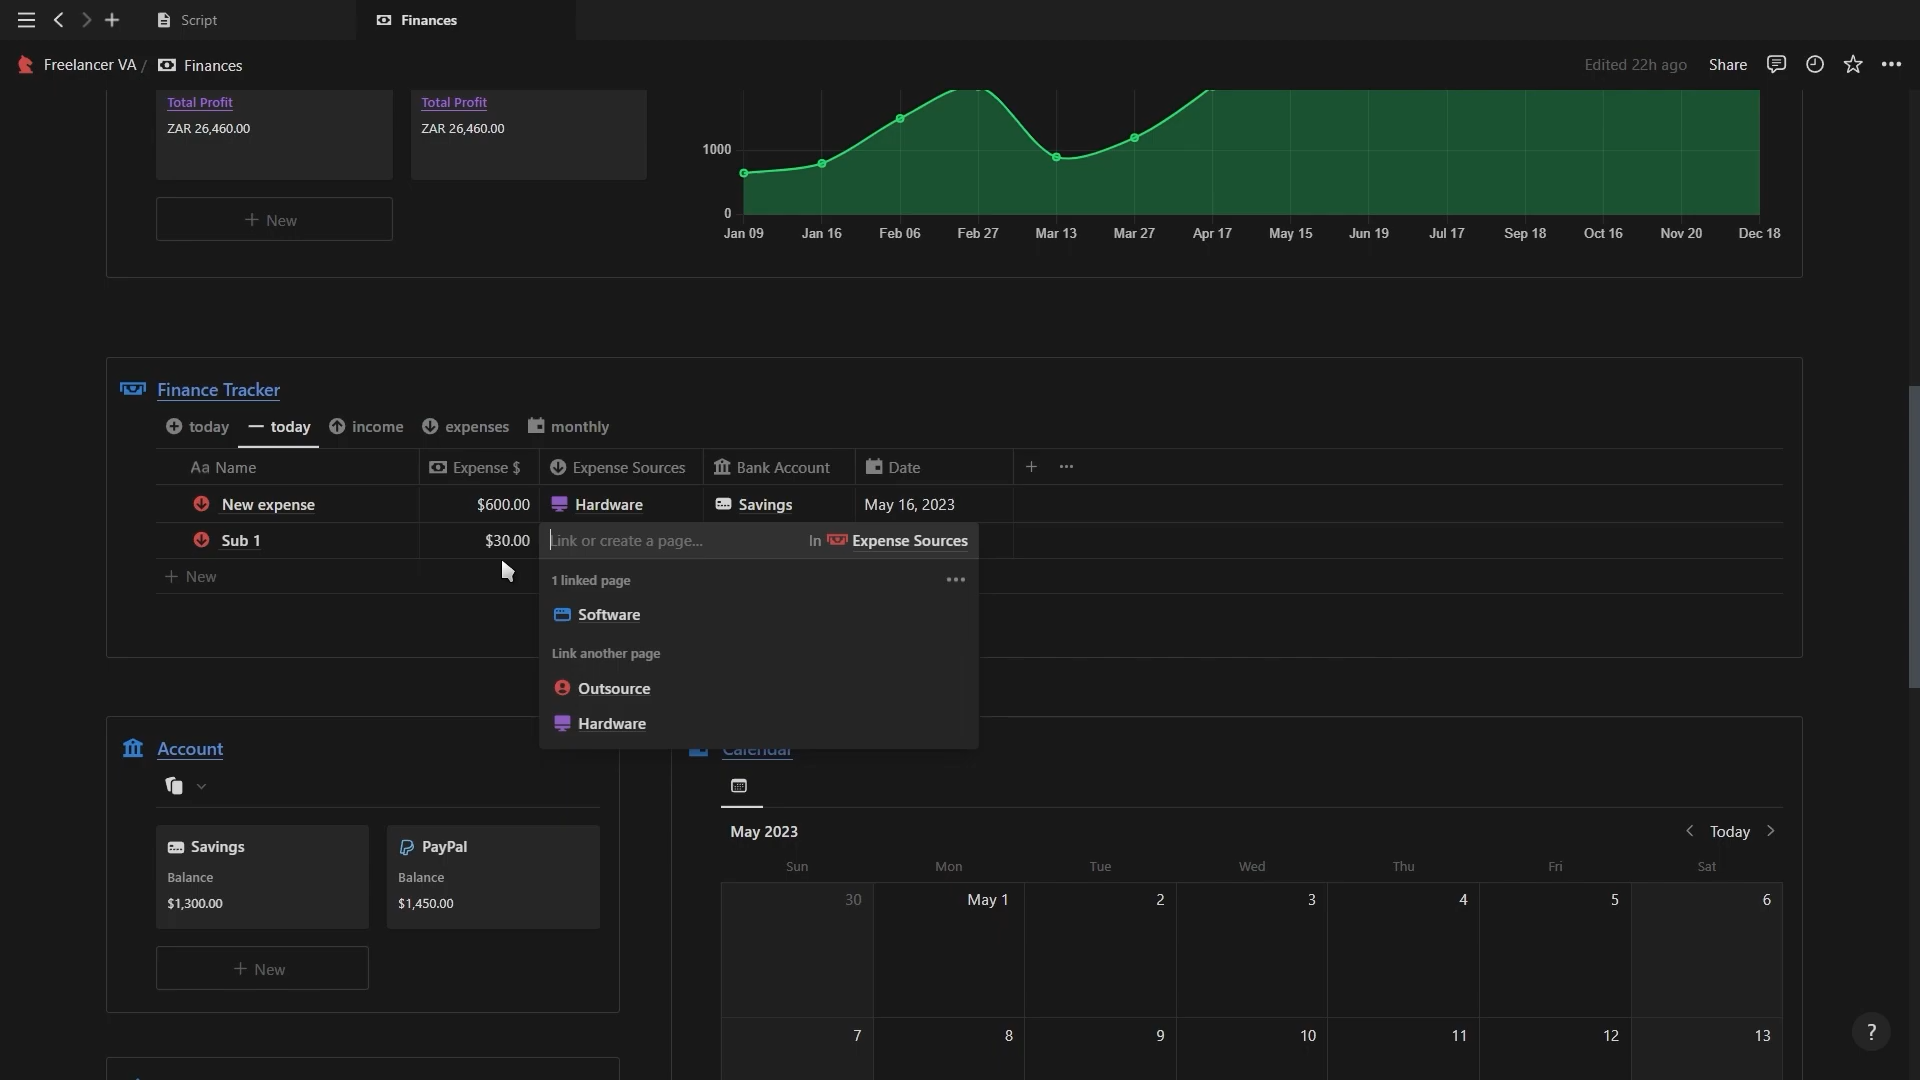 Script
Finances
Freelancer VA / Finances
Edited 22h ago Share
Total Profit
ZAR 26,460.00
Total Profit
ZAR 26,460.00
+ New
1000
0
Jan 09 Jan 16 Feb 06 Feb 27 Mar 13 Mar 27 Apr 17 May 15 Jun 19 Jul 17 Sep 18 Oct 16 Nov 20 Dec 18
Finance Tracker
today today income expenses monthly
Aa Name Expense $ Expense Sources Bank Account Date
New expense $600.00 Hardware Savings May 16, 2023
Sub 1 $30.00 Link or create a page... In Expense Sources
+ New
1 linked page
Software
Link another page
Outsource
Hardware
Account
Savings
Balance
$1,300.00
PayPal
Balance
$1,450.00
+ New
Calendar
May 2023 Today
Sun Mon Tue Wed Thu Fri Sat
30 May 1 2 3 4 5 6
7 8 9 10 11 12 13
?